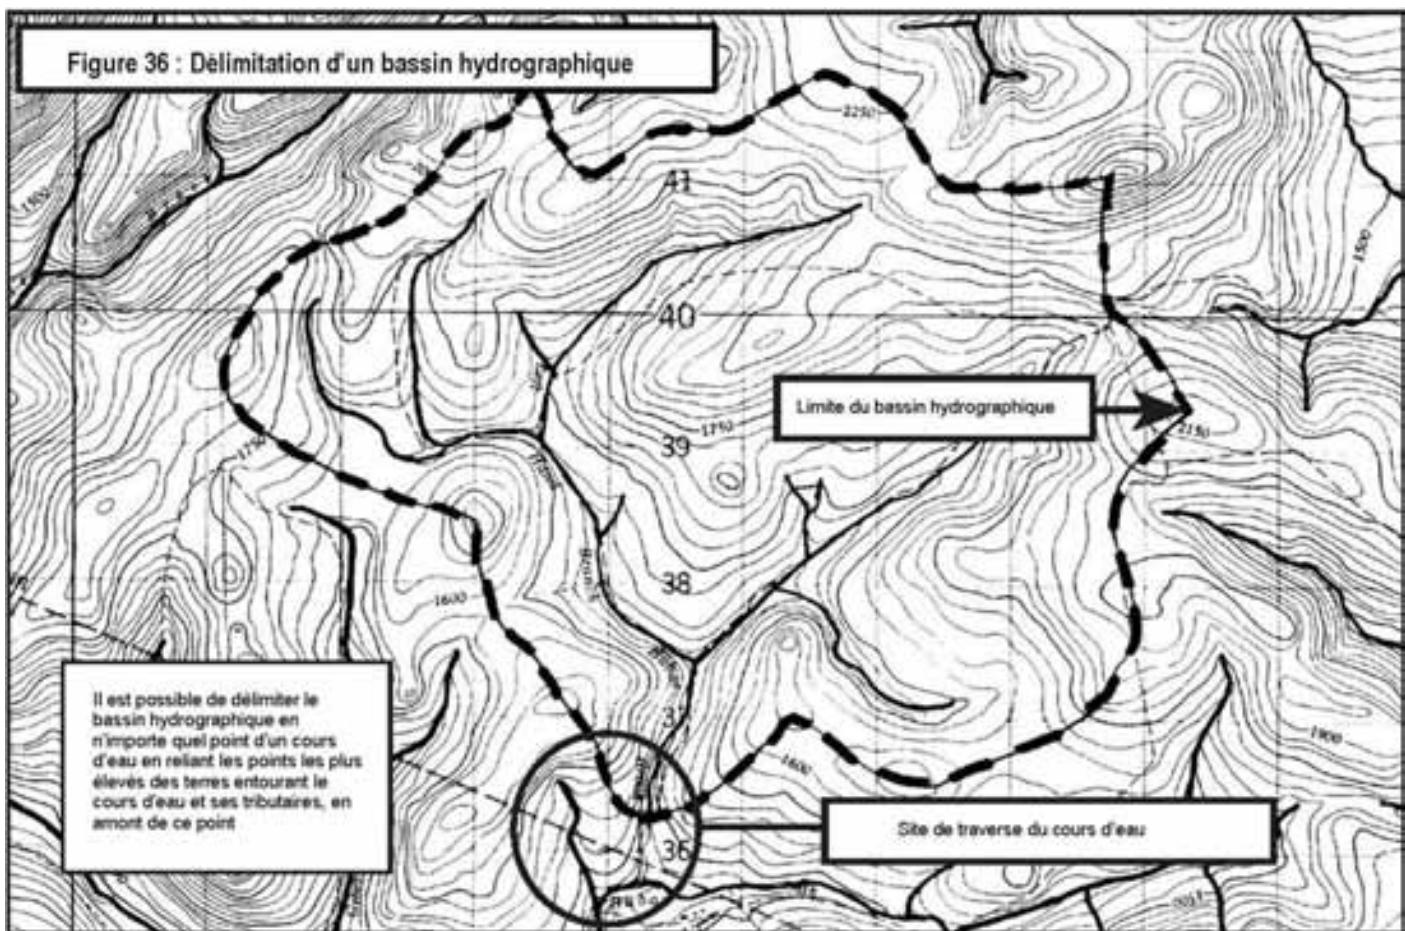 Figure 36 : Délimitation d'un bassin hydrographique
2250
41
1500
1500
40
Limite du bassin hydrographique
2150
1750
39
1750
38
1600
Il est possible de délimiter le
bassin hydrographique en
n'importe quel point d'un cours
d'eau en reliant les points les plus
élevés des terres entourant le
cours d'eau et ses tributaires, en
amont de ce point
37
1900
1600
Site de traverse du cours d'eau
36